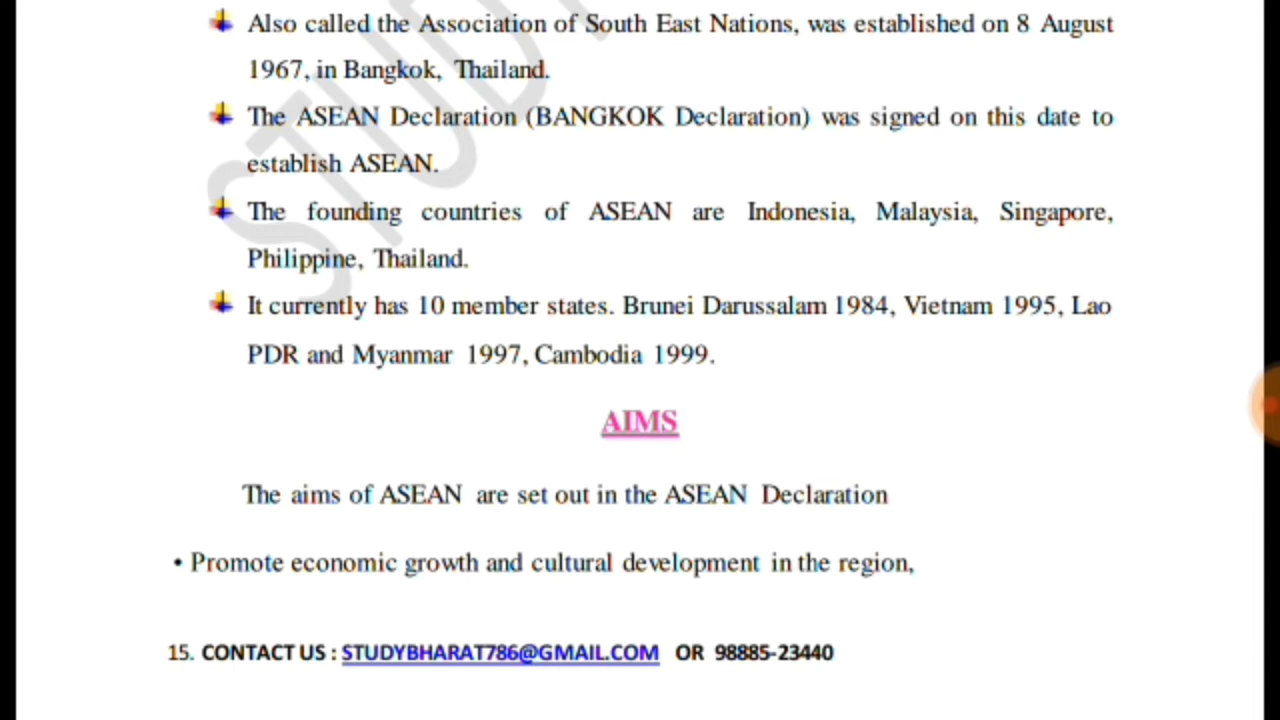 Also called the Association of South East Nations, was established on 8 August
1967, in Bangkok, Thailand.
The ASEAN Declaration (BANGKOK Declaration) was signed on this date to
establish ASEAN.
The founding countries of ASEAN are Indonesia, Malaysia, Singapore,
Philippine, Thailand.
It currently has 10 member states. Brunei Darussalam 1984, Vietnam 1995, Lao
PDR and Myanmar 1997, Cambodia 1999.
AIMS
The aims of ASEAN are set out in the ASEAN Declaration
• Promote economic growth and cultural development in the region,
15. CONTACT US : STUDYBHARAT786@GMAIL.COM OR 98885-23440